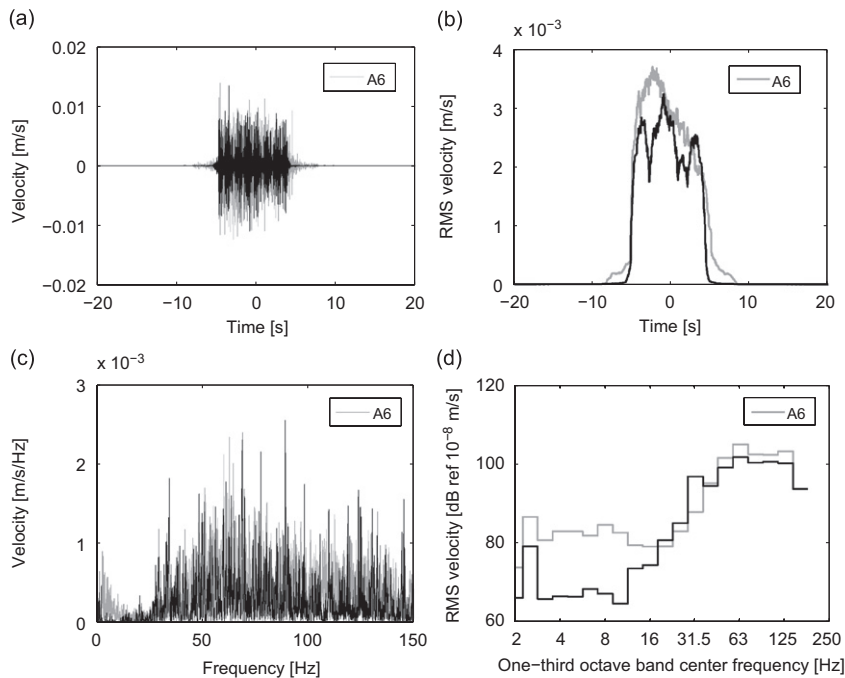 (a)
0.02
0.01
0
−0.01
−0.02
−20
−10
0
10
20
Velocity [m/s]
Time [s]
A6
(b)
x 10⁻³
4
3
2
1
0
−20
−10
0
10
20
RMS velocity [m/s]
Time [s]
A6
(c)
x 10⁻³
3
2
1
0
0
50
100
150
Velocity [m/s/Hz]
Frequency [Hz]
A6
(d)
120
100
80
60
2
4
8
16
31.5
63
125
250
RMS velocity [dB ref 10⁻⁸ m/s]
One−third octave band center frequency [Hz]
A6